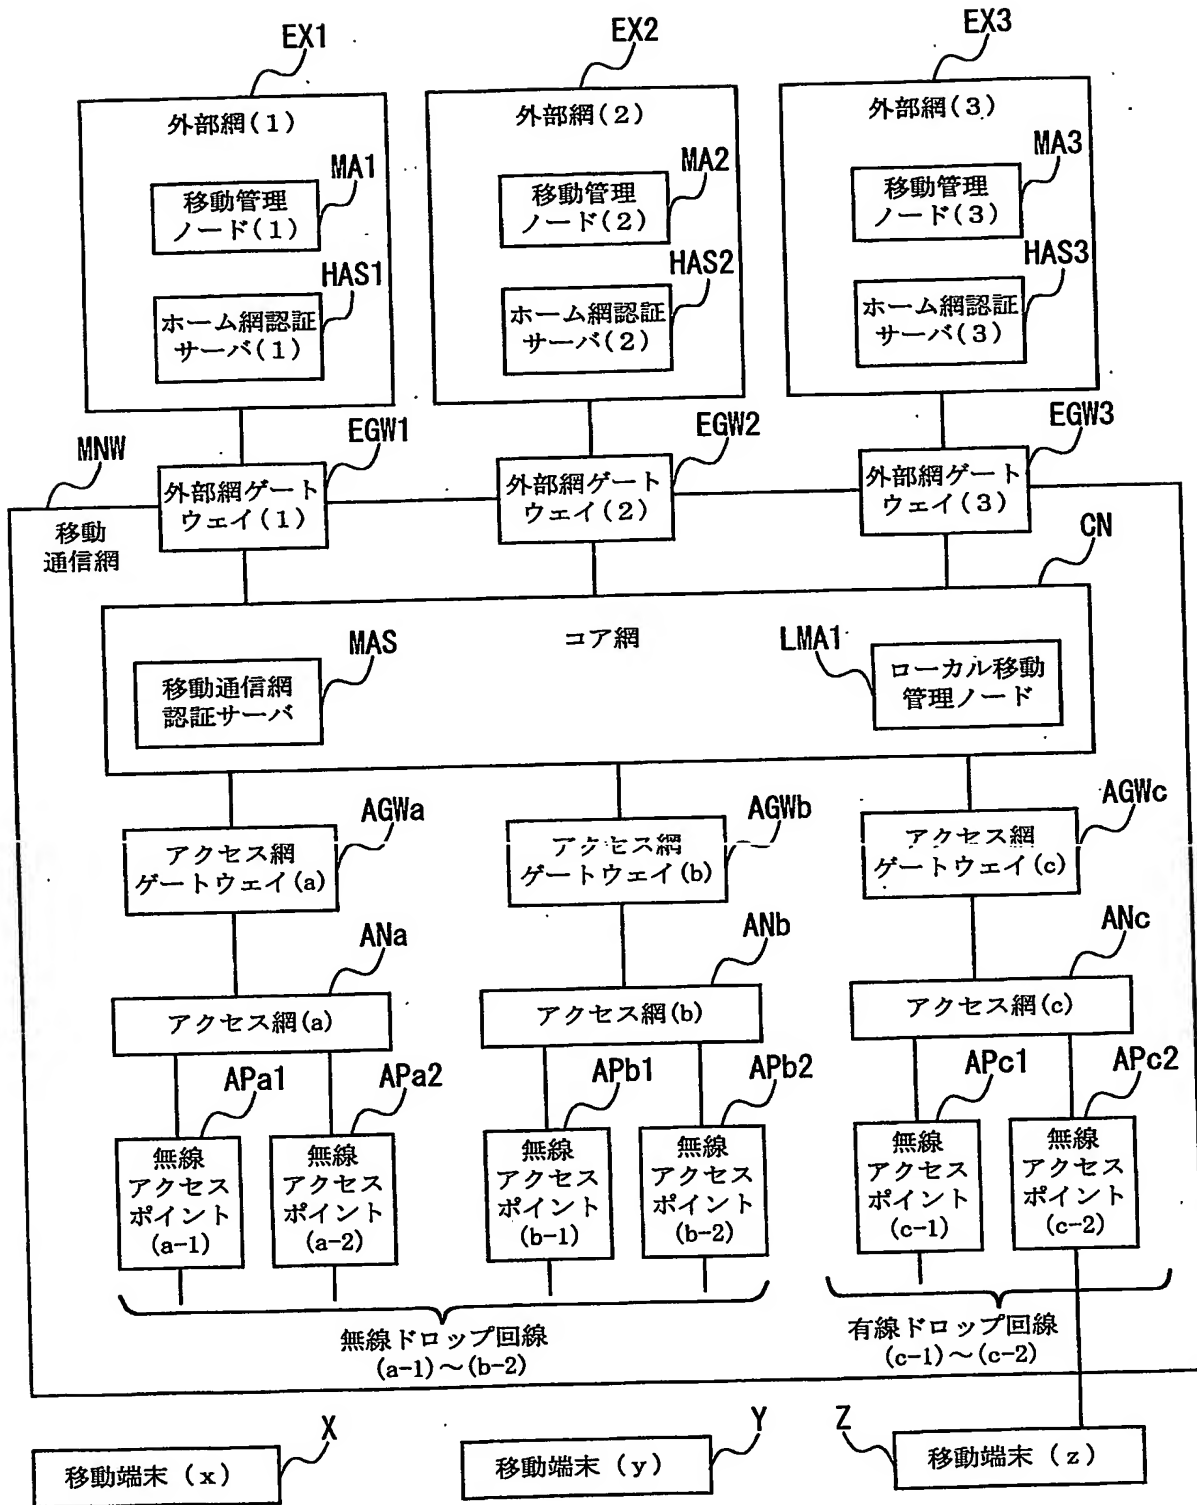 EX1
EX2
EX3
外部網(1)
外部網(2)
外部網(3)
MA1
MA2
MA3
移動管理
ノード(1)
移動管理
ノード(2)
移動管理
ノード(3)
HAS1
HAS2
HAS3
ホーム網認証
サーバ(1)
ホーム網認証
サーバ(2)
ホーム網認証
サーバ(3)
MNW
EGW1
EGW2
EGW3
外部網ゲート
ウェイ(1)
外部網ゲート
ウェイ(2)
外部網ゲート
ウェイ(3)
移動
通信網
CN
コア網
MAS
LMA1
移動通信網
認証サーバ
ローカル移動
管理ノード
AGWa
AGWb
AGWc
アクセス網
ゲートウェイ(a)
アクセス網
ゲートウェイ(b)
アクセス網
ゲートウェイ(c)
ANa
ANb
ANc
アクセス網(a)
アクセス網(b)
アクセス網(c)
APa1
APa2
APb1
APb2
APc1
APc2
無線
アクセス
ポイント
(a-1)
無線
アクセス
ポイント
(a-2)
無線
アクセス
ポイント
(b-1)
無線
アクセス
ポイント
(b-2)
無線
アクセス
ポイント
(c-1)
無線
アクセス
ポイント
(c-2)
無線ドロップ回線
(a-1)～(b-2)
有線ドロップ回線
(c-1)～(c-2)
X
Y
Z
移動端末(x)
移動端末(y)
移動端末(z)